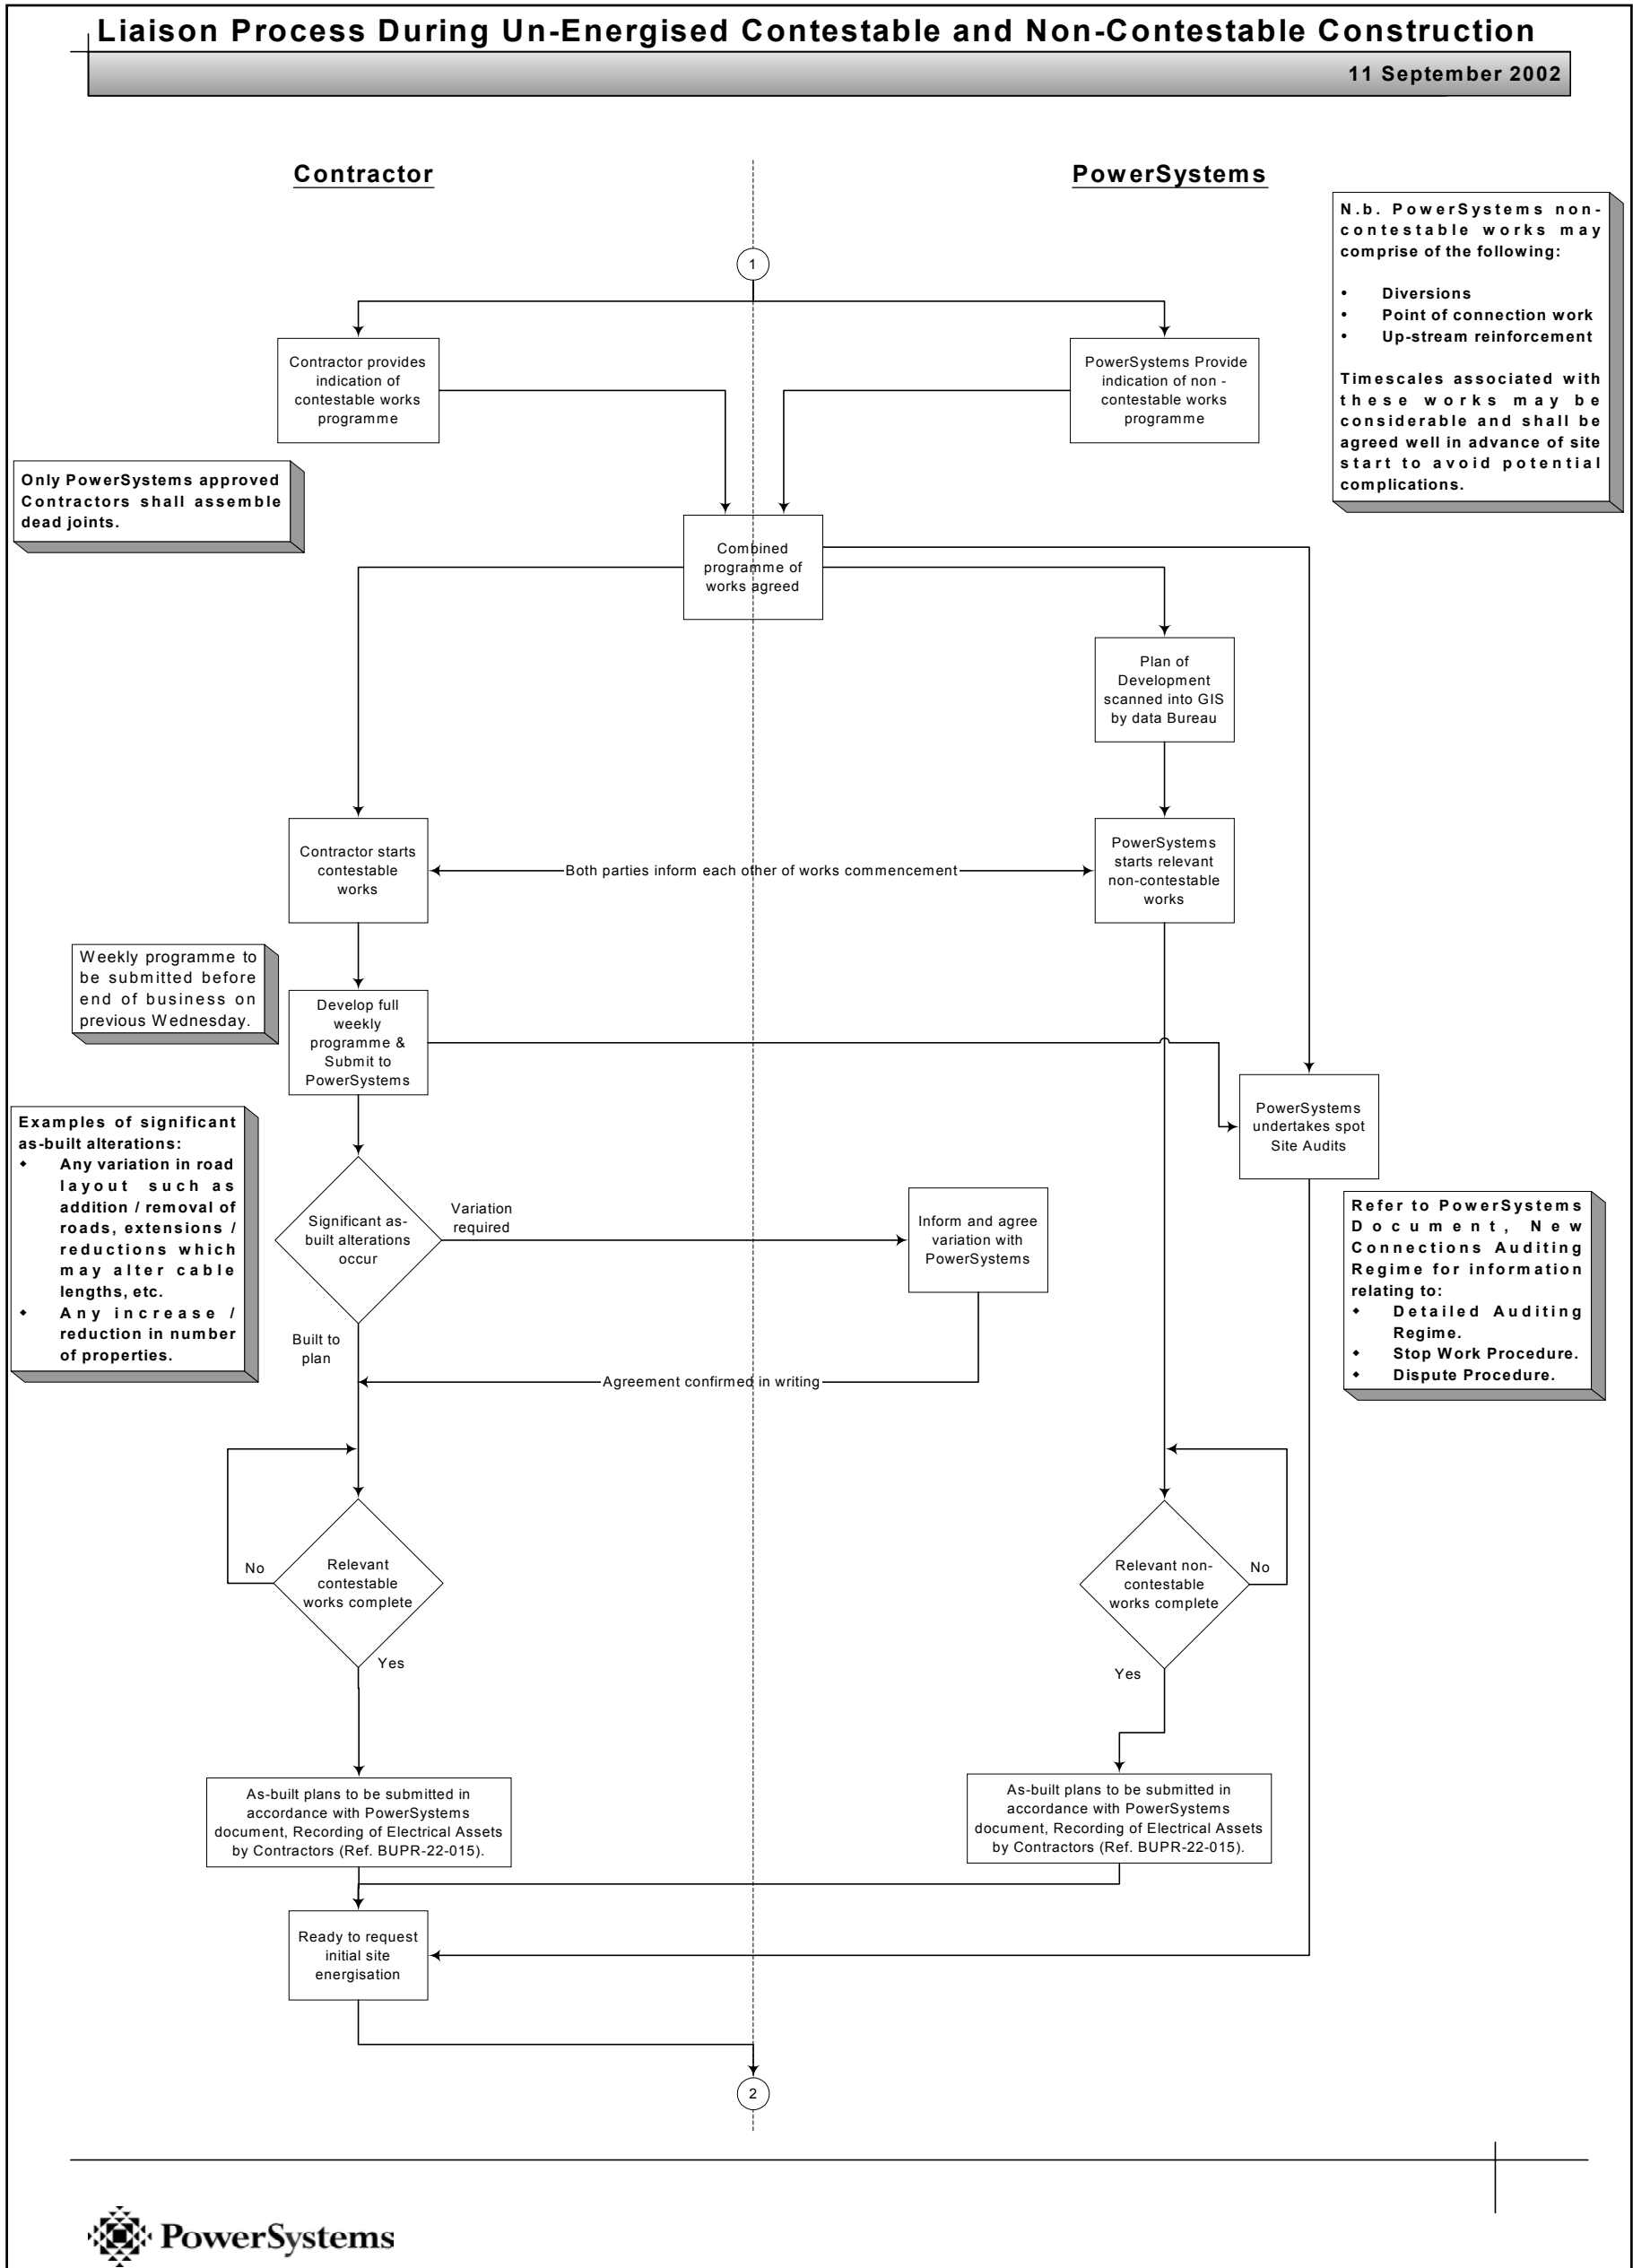 Liaison Process During Un-Energised Contestable and Non-Contestable Construction
11 September 2002
Contractor
PowerSystems
N.b. PowerSystems non-
contestable works may
comprise of the following:
• Diversions
• Point of connection work
• Up-stream reinforcement
Timescales associated with
these works may be
considerable and shall be
agreed well in advance of site
start to avoid potential
complications.
1
Contractor provides
indication of
contestable works
programme
PowerSystems Provide
indication of non -
contestable works
programme
Only PowerSystems approved
Contractors shall assemble
dead joints.
Combined
programme of
works agreed
Plan of
Development
scanned into GIS
by data Bureau
Contractor starts
contestable
works
Both parties inform each other of works commencement
PowerSystems
starts relevant
non-contestable
works
Weekly programme to
be submitted before
end of business on
previous Wednesday.
Develop full
weekly
programme &
Submit to
PowerSystems
PowerSystems
undertakes spot
Site Audits
Examples of significant
as-built alterations:
◆ Any variation in road
layout such as
addition / removal of
roads, extensions /
reductions which
may alter cable
lengths, etc.
◆ Any increase /
reduction in number
of properties.
Significant as-
built alterations
occur
Variation
required
Inform and agree
variation with
PowerSystems
Refer to PowerSystems
Document, New
Connections Auditing
Regime for information
relating to:
◆ Detailed Auditing
Regime.
◆ Stop Work Procedure.
◆ Dispute Procedure.
Built to
plan
Agreement confirmed in writing
No
Relevant
contestable
works complete
Yes
Relevant non-
contestable
works complete
No
Yes
As-built plans to be submitted in
accordance with PowerSystems
document, Recording of Electrical Assets
by Contractors (Ref. BUPR-22-015).
As-built plans to be submitted in
accordance with PowerSystems
document, Recording of Electrical Assets
by Contractors (Ref. BUPR-22-015).
Ready to request
initial site
energisation
2
PowerSystems